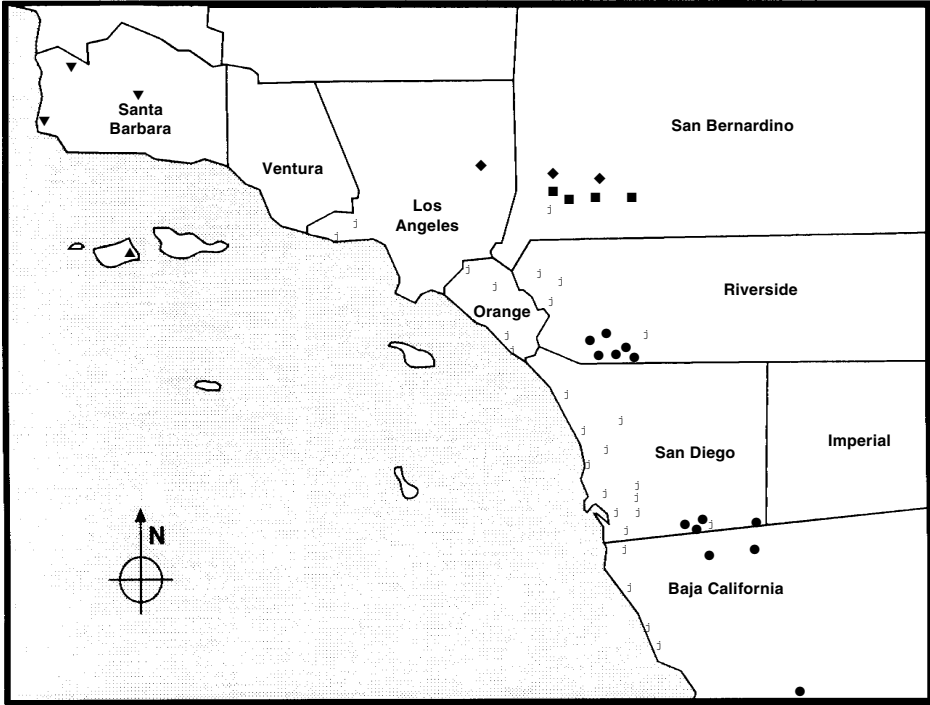 Santa
Barbara
San Bernardino
Ventura
Los
Angeles
j
j
j
j
j
j
j
Riverside
j
j
Orange
j
j
j
j
j
j
San Diego
Imperial
j
j
j
j
j
j
j
j
j
j
N
Baja California
j
j
j